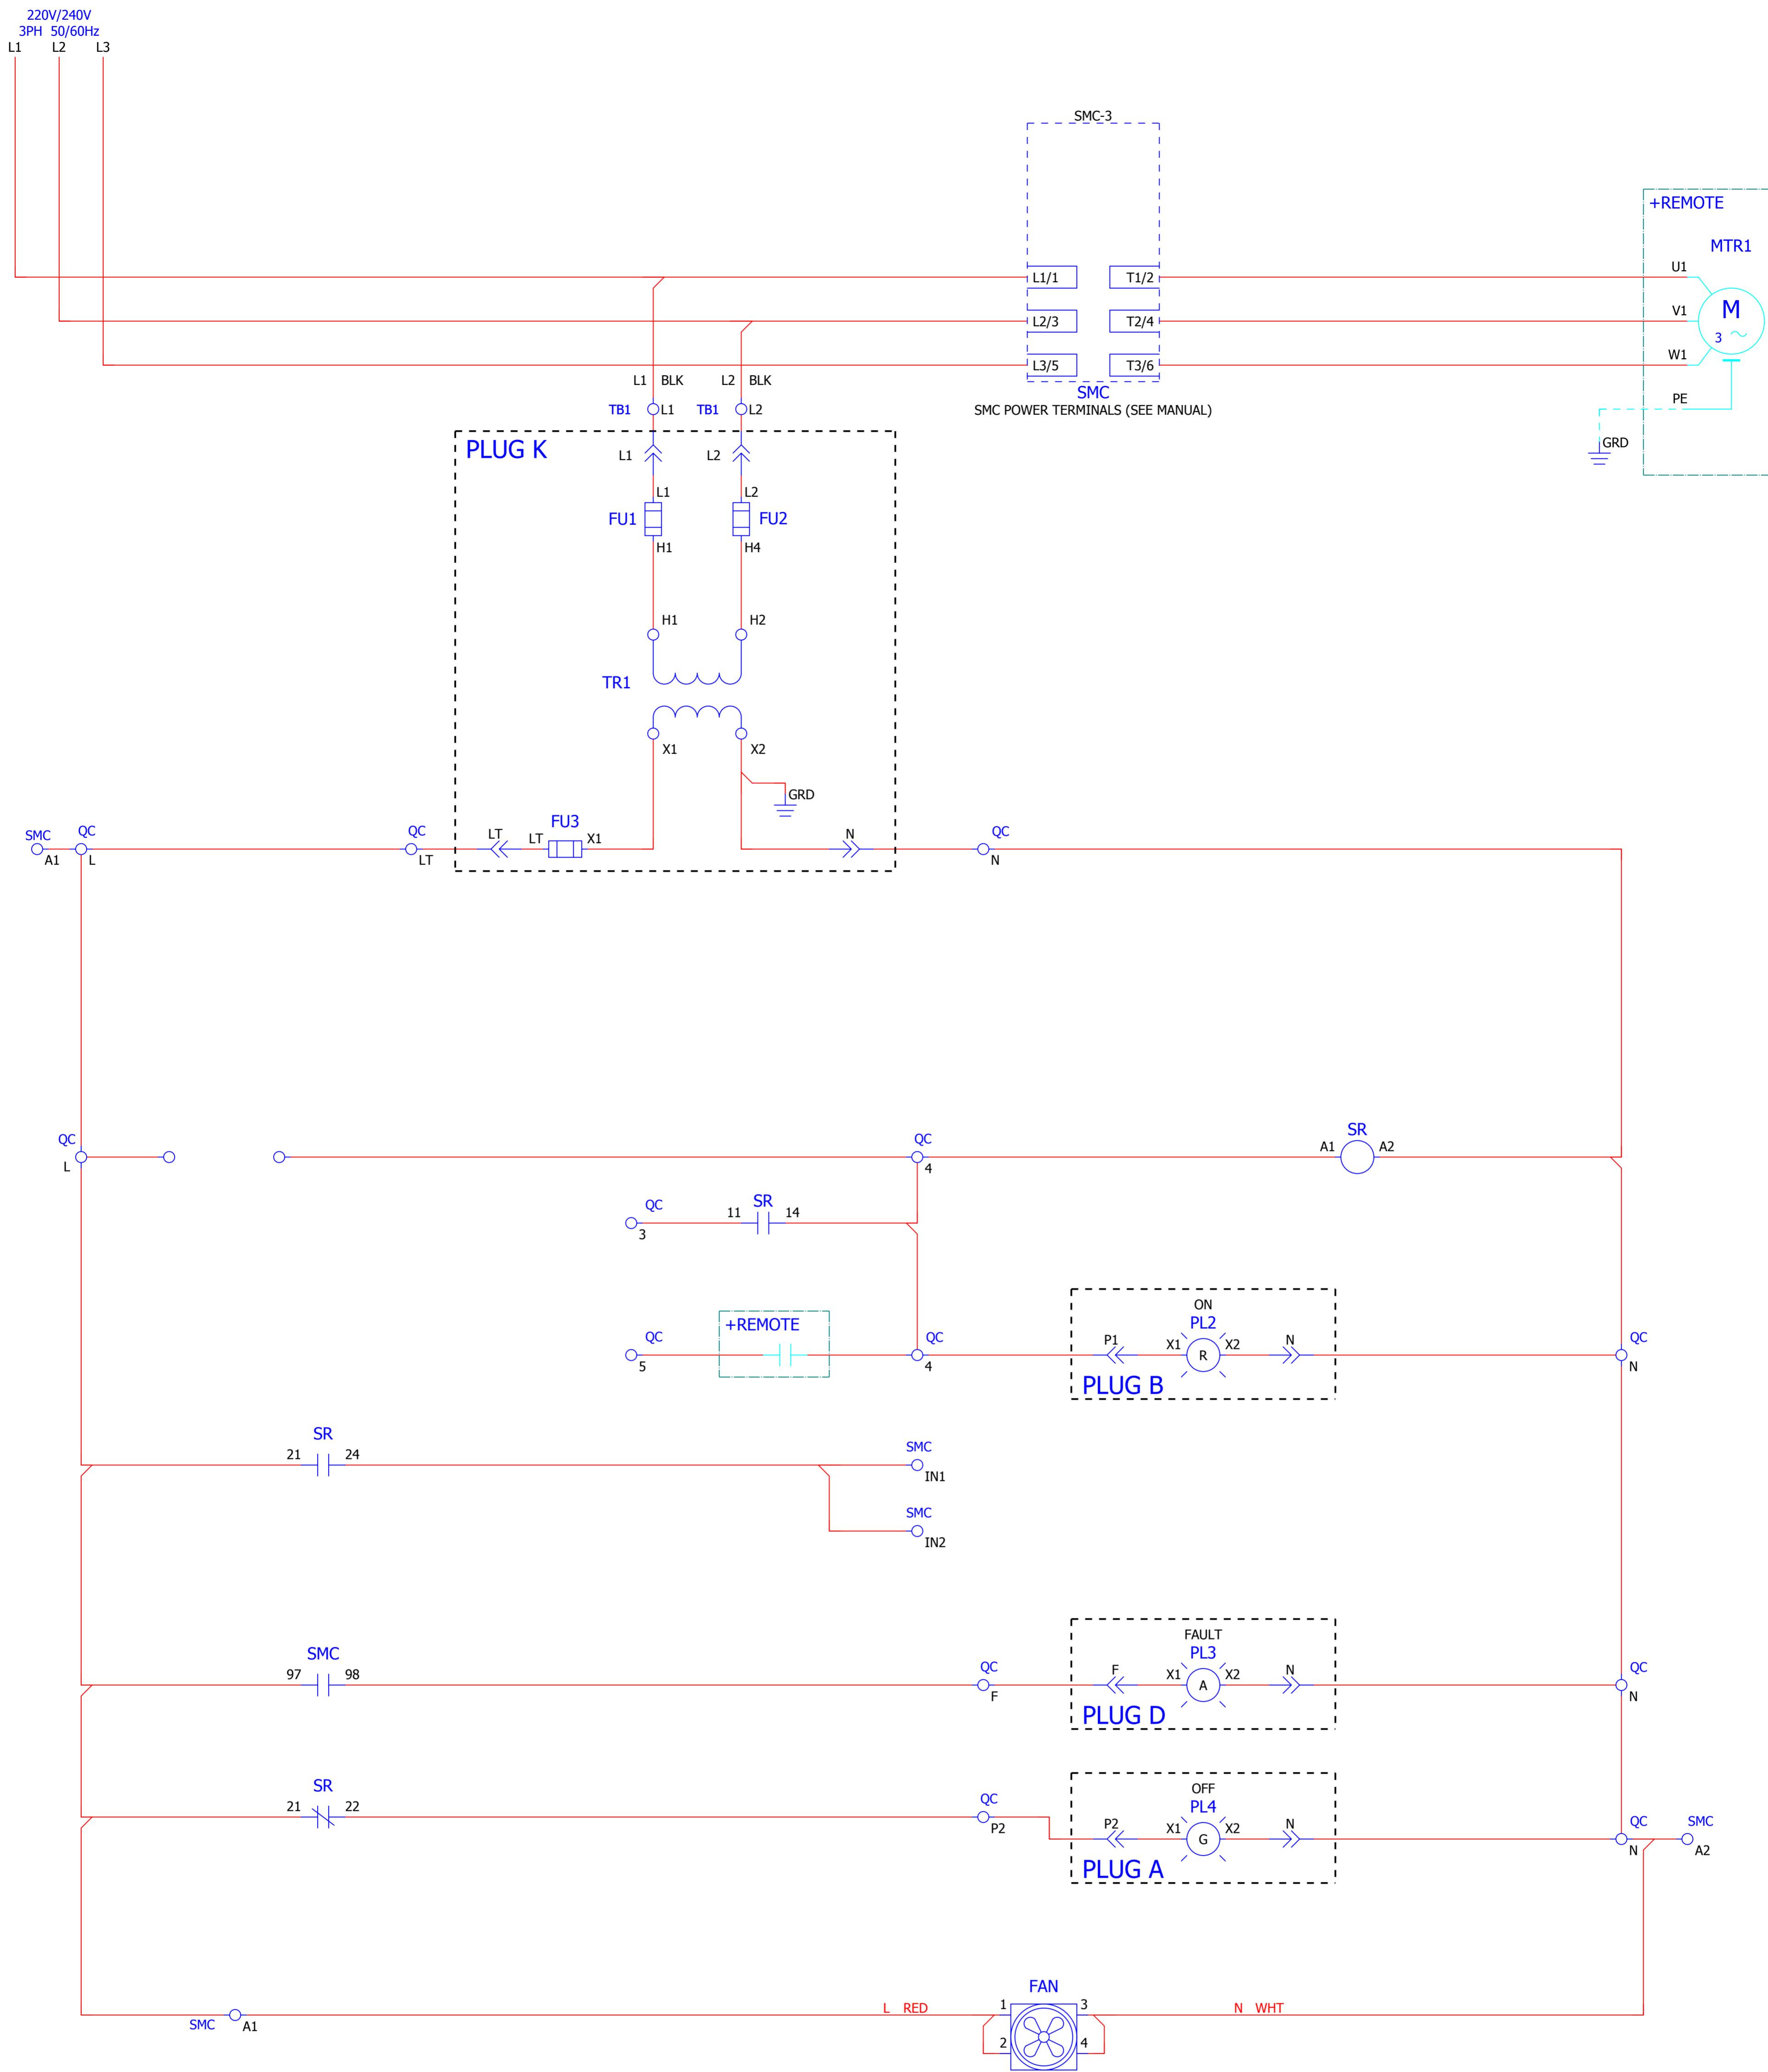 220V/240V
3PH 50/60Hz
L1 L2 L3
SMC-3
+REMOTE
MTR1
L1/1 T1/2 U1
L2/3 T2/4 V1 M
3
L3/5 T3/6 W1
L1 BLK L2 BLK
SMC
PE
TB1 L1 TB1 L2
SMC POWER TERMINALS (SEE MANUAL)
GRD
PLUG K
L1 L2
L1 L2
FU1 FU2
H1 H4
H1 H2
TR1
X1 X2
GRD
FU3
SMC QC QC LT LT X1 N QC
A1 L LT N
SR
QC QC A1 A2
L 4
QC 11 SR 14
3
ON
+REMOTE PL2
QC QC P1 X1 X2 N QC
R
5 4 N
PLUG B
SR
21 24 SMC
IN1
SMC
IN2
FAULT
SMC PL3
97 98 QC F X1 X2 N QC
A
F N
PLUG D
SR OFF
21 22 QC PL4
P2 P2 X1 X2 N QC SMC
G
N A2
PLUG A
FAN
L RED 1 3 N WHT
SMC A1
2 4